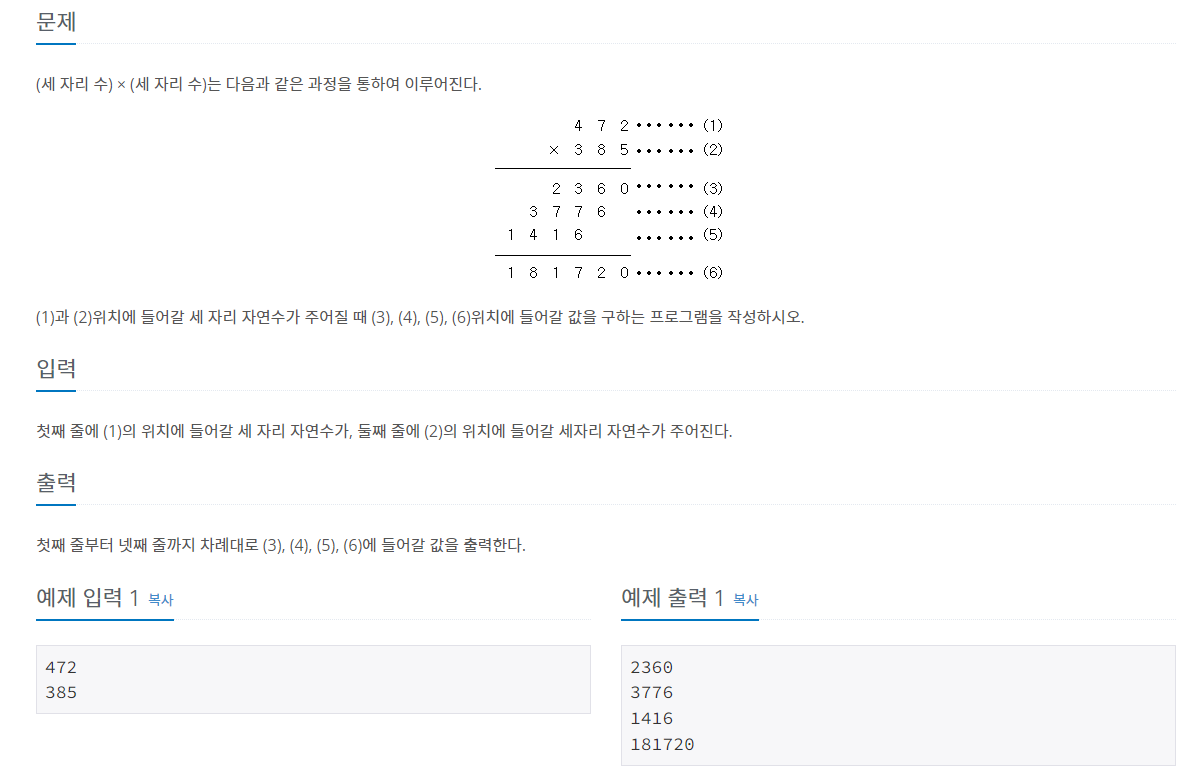 문제
(세 자리 수) × (세 자리 수)는 다음과 같은 과정을 통하여 이루어진다.
4 7 2 •••••• (1)
× 3 8 5 •••••• (2)
2 3 6 0 •••••• (3)
3 7 7 6 •••••• (4)
1 4 1 6 •••••• (5)
1 8 1 7 2 0 •••••• (6)
(1)과 (2)위치에 들어갈 세 자리 자연수가 주어질 때 (3), (4), (5), (6)위치에 들어갈 값을 구하는 프로그램을 작성하시오.
입력
첫째 줄에 (1)의 위치에 들어갈 세 자리 자연수가, 둘째 줄에 (2)의 위치에 들어갈 세자리 자연수가 주어진다.
출력
첫째 줄부터 넷째 줄까지 차례대로 (3), (4), (5), (6)에 들어갈 값을 출력한다.
예제 입력 1 복사
472
385
예제 출력 1 복사
2360
3776
1416
181720